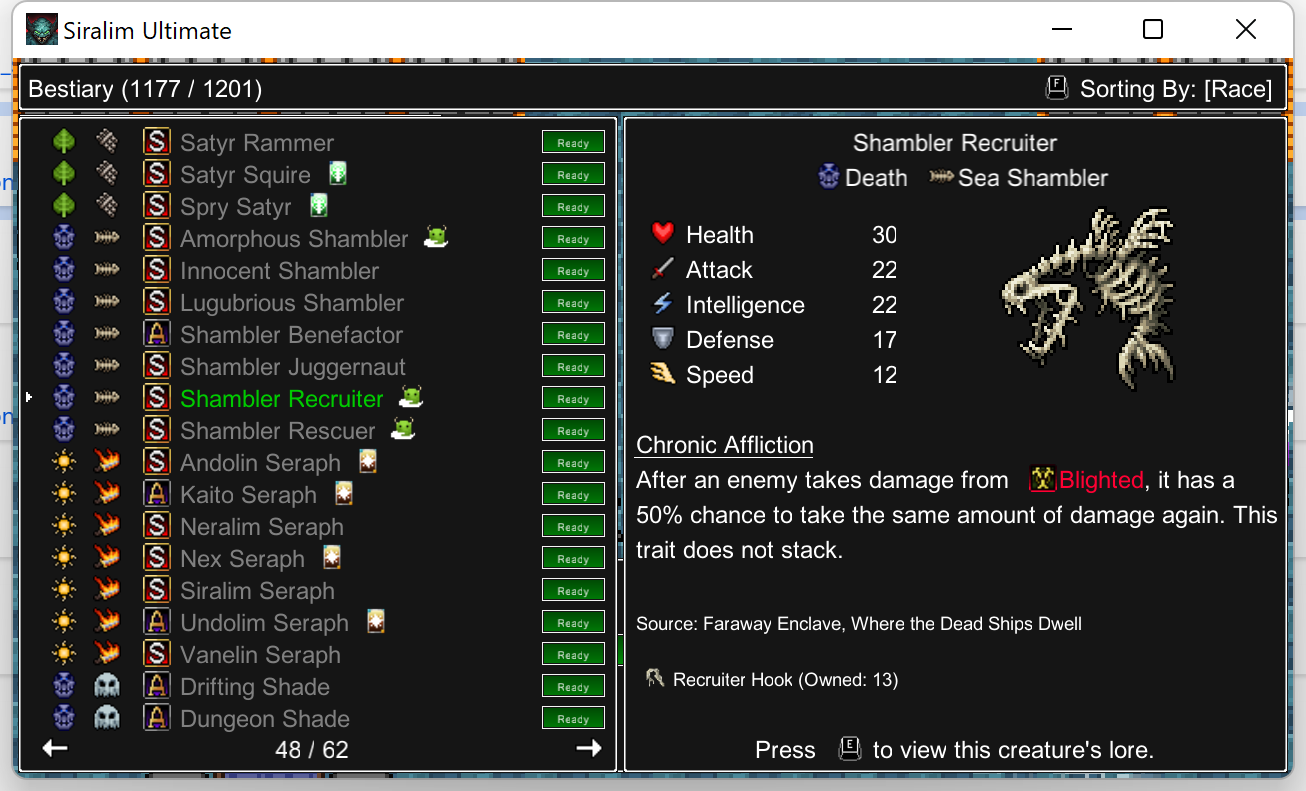 Siralim Ultimate
Bestiary (1177 / 1201)
F Sorting By: [Race]
S Satyr Rammer Ready
S Satyr Squire Ready
S Spry Satyr Ready
S Amorphous Shambler Ready
S Innocent Shambler Ready
S Lugubrious Shambler Ready
A Shambler Benefactor Ready
S Shambler Juggernaut Ready
S Shambler Recruiter Ready
S Shambler Rescuer Ready
S Andolin Seraph Ready
A Kaito Seraph Ready
S Neralim Seraph Ready
S Nex Seraph Ready
S Siralim Seraph Ready
A Undolim Seraph Ready
S Vanelin Seraph Ready
A Drifting Shade Ready
A Dungeon Shade Ready
48 / 62
Shambler Recruiter
Death Sea Shambler
Health 30
Attack 22
Intelligence 22
Defense 17
Speed 12
Chronic Affliction
After an enemy takes damage from Blighted, it has a
50% chance to take the same amount of damage again. This
trait does not stack.
Source: Faraway Enclave, Where the Dead Ships Dwell
Recruiter Hook (Owned: 13)
Press E to view this creature's lore.